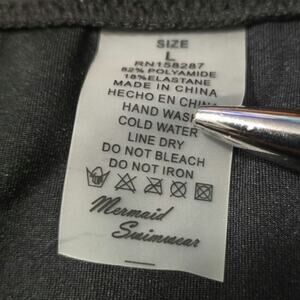 SIZE
L
RN158287
82% POLYAMIDE
18%ELASTANE
MADE IN CHINA
HECHO EN CHINA
HAND WASH
COLD WATER
LINE DRY
DO NOT BLEACH
DO NOT IRON
Mermaid
Swimwear